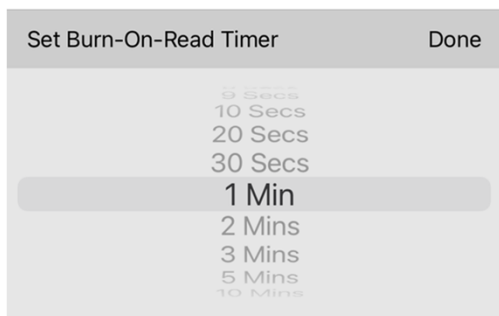 Set Burn-On-Read Timer Done
9 Secs
10 Secs
20 Secs
30 Secs
1 Min
2 Mins
3 Mins
5 Mins
10 Mins